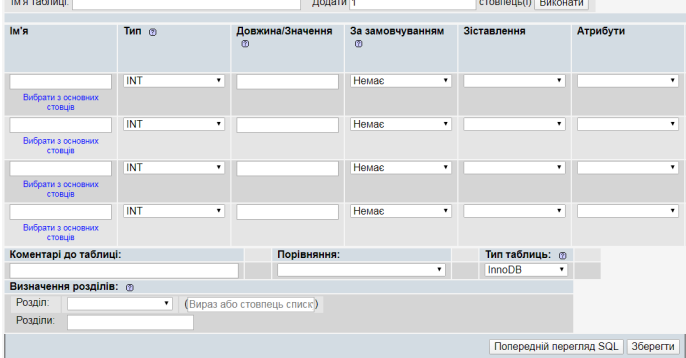 Ім'я таблиці: Додати 1 стовпець(і) Виконати
Ім'я Тип Довжина/Значення За замовчуванням Зіставлення Атрибути
INT Немає
Вибрати з основних
стовців
INT Немає
Вибрати з основних
стовців
INT Немає
Вибрати з основних
стовців
INT Немає
Вибрати з основних
стовців
Коментарі до таблиці: Порівняння: Тип таблиць:
InnoDB
Визначення розділів:
Розділ: (Вираз або стовпець списк)
Розділи:
Попередній перегляд SQL Зберегти